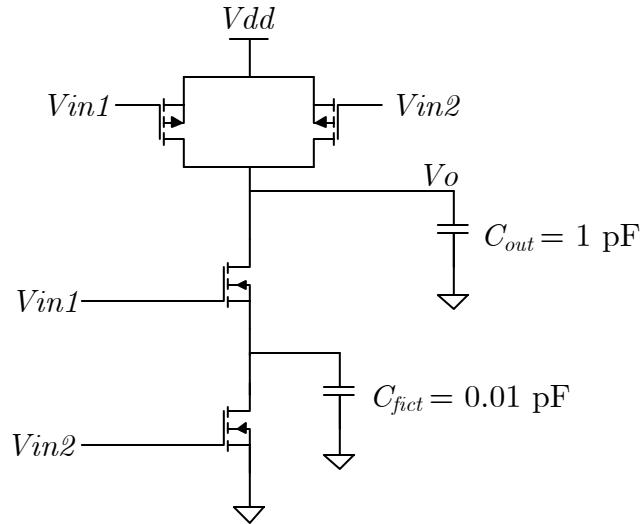 Vdd
Vin1
Vin2
Vo
C_out = 1 pF
Vin1
C_fict = 0.01 pF
Vin2